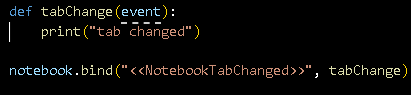 def tabChange(event):
    print("tab changed")
notebook.bind("<<NotebookTabChanged>>", tabChange)